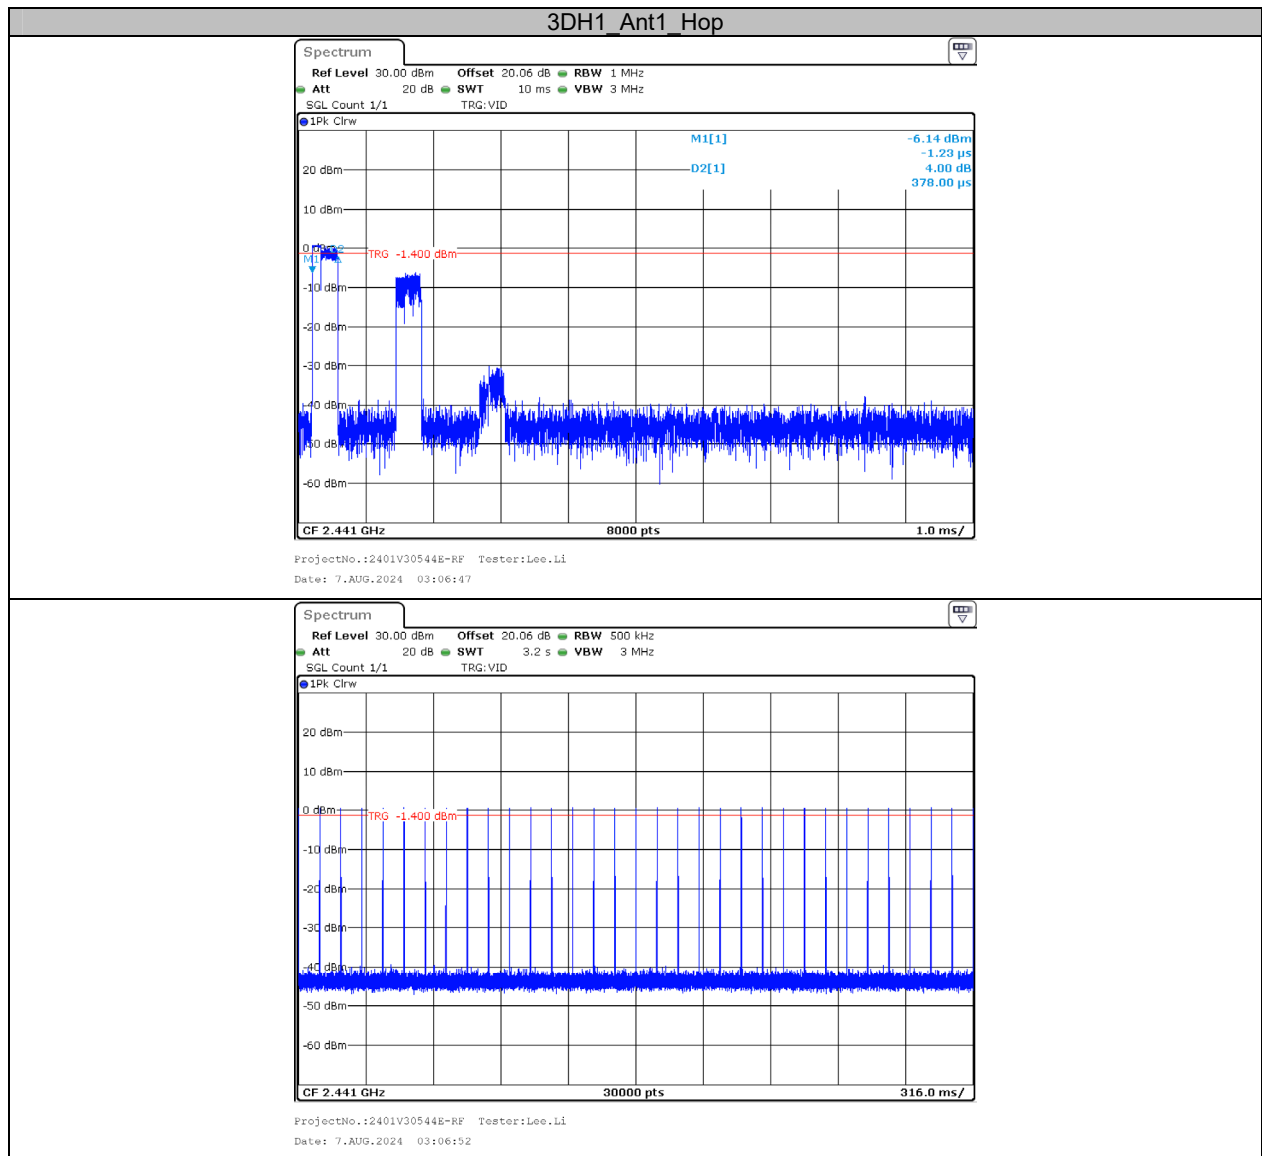 3DH1_Ant1_Hop
Spectrum
Ref Level 30.00 dBm Offset 20.06 dB RBW 1 MHz
Att 20 dB SWT 10 ms VBW 3 MHz
SGL Count 1/1 TRG:VID
1Pk Clrw
M1[1] -6.14 dBm
-1.23 µs
D2[1] 4.00 dB
378.00 µs
20 dBm
10 dBm
0 dBm
M1
TRG -1.400 dBm
-10 dBm
-20 dBm
-30 dBm
-40 dBm
-50 dBm
-60 dBm
CF 2.441 GHz 8000 pts 1.0 ms/
ProjectNo.:2401V30544E-RF Tester:Lee.Li
Date: 7.AUG.2024 03:06:47
Spectrum
Ref Level 30.00 dBm Offset 20.06 dB RBW 500 kHz
Att 20 dB SWT 3.2 s VBW 3 MHz
SGL Count 1/1 TRG:VID
1Pk Clrw
20 dBm
10 dBm
0 dBm
TRG -1.400 dBm
-10 dBm
-20 dBm
-30 dBm
-40 dBm
-50 dBm
-60 dBm
CF 2.441 GHz 30000 pts 316.0 ms/
ProjectNo.:2401V30544E-RF Tester:Lee.Li
Date: 7.AUG.2024 03:06:52